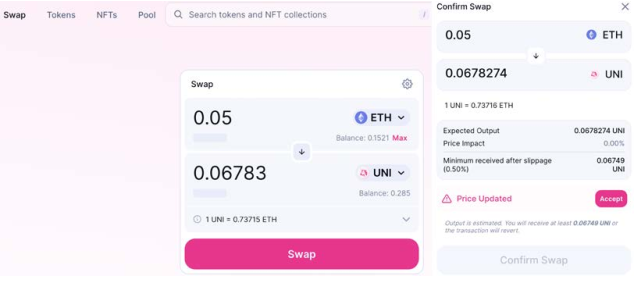 Swap Tokens NFTs Pool Search tokens and NFT collections /
Swap
0.05 ETH
Balance: 0.1521 Max
0.06783 UNI
Balance: 0.285
1 UNI = 0.73715 ETH
Swap
Confirm Swap
0.05 ETH
0.0678274 UNI
1 UNI = 0.73716 ETH
Expected Output 0.0678274 UNI
Price Impact 0.00%
Minimum received after slippage 0.06749
(0.50%) UNI
Price Updated Accept
Output is estimated. You will receive at least 0.06749 UNI or
the transaction will revert.
Confirm Swap